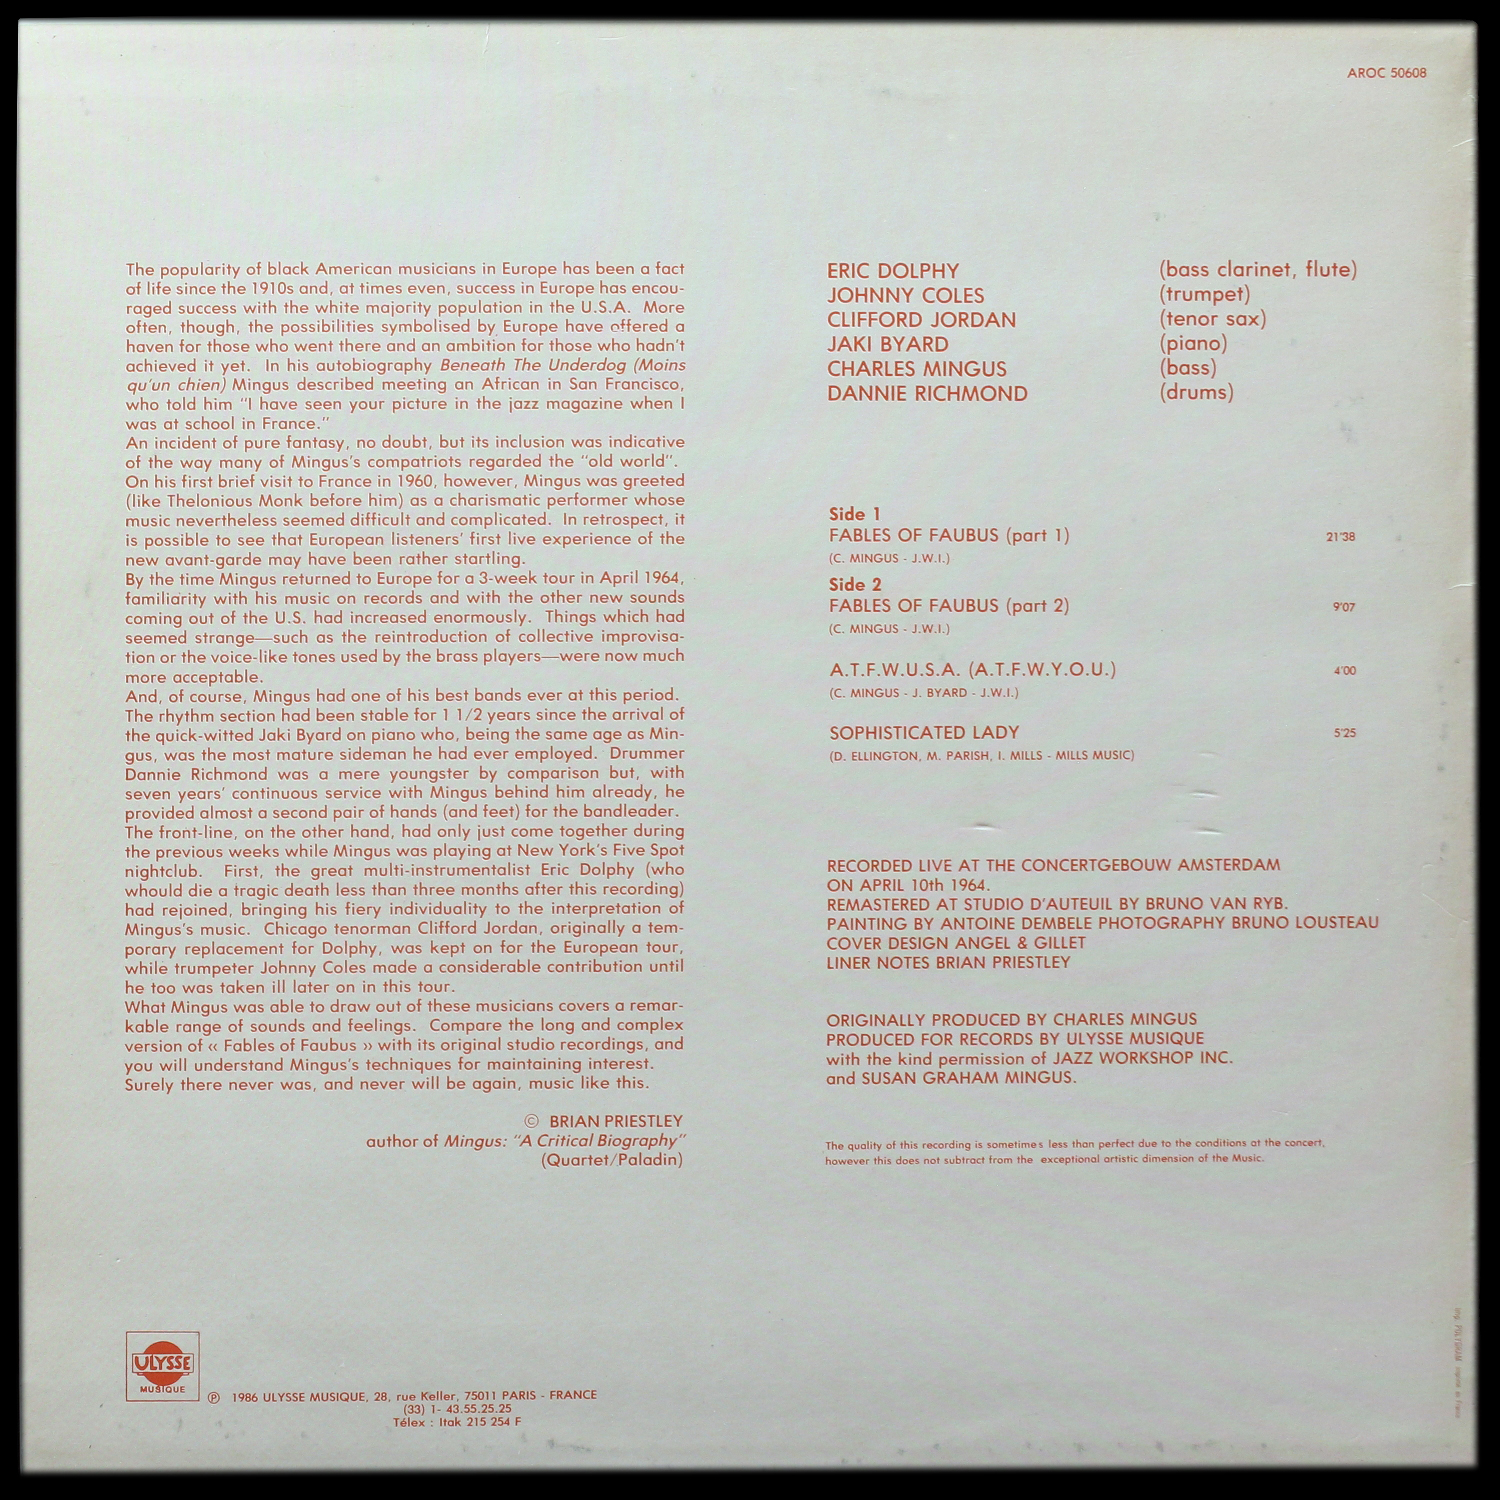 AROC 50608
The popularity of black American musicians in Europe has been a fact
of life since the 1910s and, at times even, success in Europe has encou-
raged success with the white majority population in the U.S.A. More
often, though, the possibilities symbolised by Europe have offered a
haven for those who went there and an ambition for those who hadn't
achieved it yet. In his autobiography Beneath The Underdog (Moins
qu'un chien) Mingus described meeting an African in San Francisco,
who told him "I have seen your picture in the jazz magazine when I
was at school in France."
An incident of pure fantasy, no doubt, but its inclusion was indicative
of the way many of Mingus's compatriots regarded the "old world".
On his first brief visit to France in 1960, however, Mingus was greeted
(like Thelonious Monk before him) as a charismatic performer whose
music nevertheless seemed difficult and complicated. In retrospect, it
is possible to see that European listeners' first live experience of the
new avant-garde may have been rather startling.
By the time Mingus returned to Europe for a 3-week tour in April 1964,
familiarity with his music on records and with the other new sounds
coming out of the U.S. had increased enormously. Things which had
seemed strange—such as the reintroduction of collective improvisa-
tion or the voice-like tones used by the brass players—were now much
more acceptable.
And, of course, Mingus had one of his best bands ever at this period.
The rhythm section had been stable for 1 1/2 years since the arrival of
the quick-witted Jaki Byard on piano who, being the same age as Min-
gus, was the most mature sideman he had ever employed. Drummer
Dannie Richmond was a mere youngster by comparison but, with
seven years' continuous service with Mingus behind him already, he
provided almost a second pair of hands (and feet) for the bandleader.
The front-line, on the other hand, had only just come together during
the previous weeks while Mingus was playing at New York's Five Spot
nightclub. First, the great multi-instrumentalist Eric Dolphy (who
whould die a tragic death less than three months after this recording)
had rejoined, bringing his fiery individuality to the interpretation of
Mingus's music. Chicago tenorman Clifford Jordan, originally a tem-
porary replacement for Dolphy, was kept on for the European tour,
while trumpeter Johnny Coles made a considerable contribution until
he too was taken ill later on in this tour.
What Mingus was able to draw out of these musicians covers a remar-
kable range of sounds and feelings. Compare the long and complex
version of « Fables of Faubus » with its original studio recordings, and
you will understand Mingus's techniques for maintaining interest.
Surely there never was, and never will be again, music like this.
© BRIAN PRIESTLEY
author of Mingus: "A Critical Biography"
(Quartet/Paladin)
ERIC DOLPHY (bass clarinet, flute)
JOHNNY COLES (trumpet)
CLIFFORD JORDAN (tenor sax)
JAKI BYARD (piano)
CHARLES MINGUS (bass)
DANNIE RICHMOND (drums)
Side 1
FABLES OF FAUBUS (part 1) 21'38
(C. MINGUS - J.W.I.)
Side 2
FABLES OF FAUBUS (part 2) 9'07
(C. MINGUS - J.W.I.)
A.T.F.W.U.S.A. (A.T.F.W.Y.O.U.) 4'00
(C. MINGUS - J. BYARD - J.W.I.)
SOPHISTICATED LADY 5'25
(D. ELLINGTON, M. PARISH, I. MILLS - MILLS MUSIC)
RECORDED LIVE AT THE CONCERTGEBOUW AMSTERDAM
ON APRIL 10th 1964.
REMASTERED AT STUDIO D'AUTEUIL BY BRUNO VAN RYB.
PAINTING BY ANTOINE DEMBELE PHOTOGRAPHY BRUNO LOUSTEAU
COVER DESIGN ANGEL & GILLET
LINER NOTES BRIAN PRIESTLEY
ORIGINALLY PRODUCED BY CHARLES MINGUS
PRODUCED FOR RECORDS BY ULYSSE MUSIQUE
with the kind permission of JAZZ WORKSHOP INC.
and SUSAN GRAHAM MINGUS.
The quality of this recording is sometimes less than perfect due to the conditions at the concert,
however this does not subtract from the exceptional artistic dimension of the Music.
ULYSSE
MUSIQUE
℗ 1986 ULYSSE MUSIQUE, 28, rue Keller, 75011 PARIS - FRANCE
(33) 1- 43.55.25.25
Télex : Itak 215 254 F